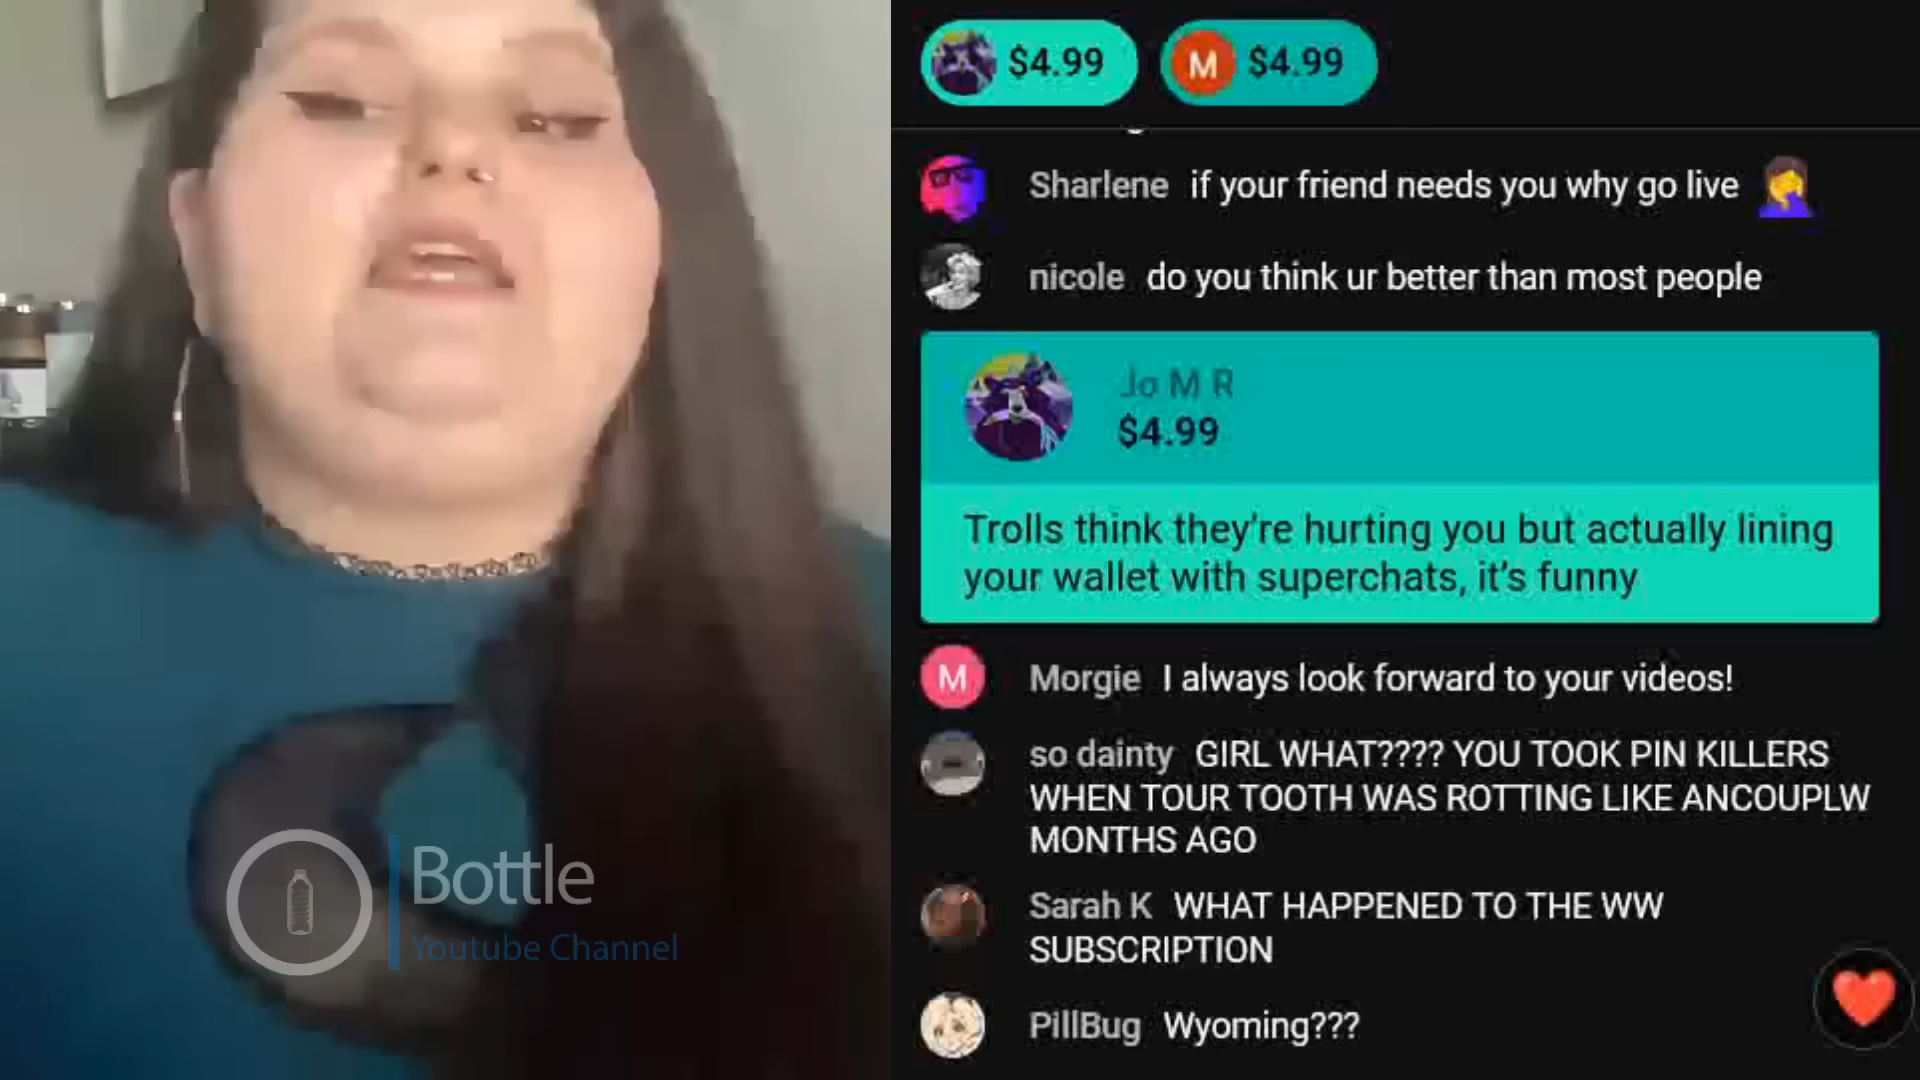 $4.99
M $4.99
Sharlene if your friend needs you why go live
nicole do you think ur better than most people
Jo M R
$4.99
Trolls think they're hurting you but actually lining
your wallet with superchats, it's funny
M Morgie I always look forward to your videos!
so dainty GIRL WHAT???? YOU TOOK PIN KILLERS
WHEN TOUR TOOTH WAS ROTTING LIKE ANCOUPLW
MONTHS AGO
Sarah K WHAT HAPPENED TO THE WW
SUBSCRIPTION
PillBug Wyoming???
Bottle
Youtube Channel